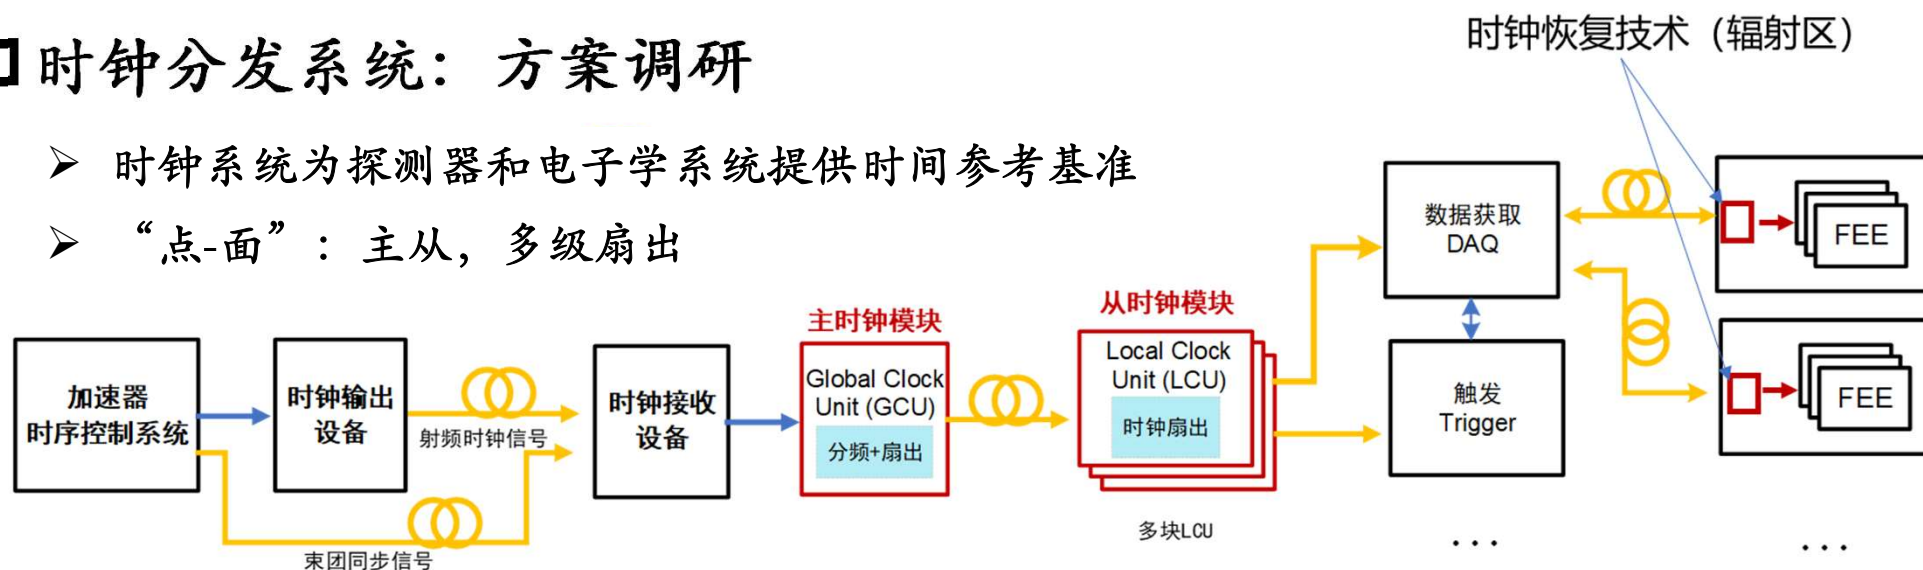 时钟分发系统：方案调研
时钟恢复技术（辐射区）
➢ 时钟系统为探测器和电子学系统提供时间参考基准
➢ “点-面”：主从，多级扇出
加速器
时序控制系统
时钟输出
设备
射频时钟信号
束团同步信号
时钟接收
设备
主时钟模块
Global Clock
Unit (GCU)
分频+扇出
从时钟模块
Local Clock
Unit (LCU)
时钟扇出
多块LCU
数据获取
DAQ
触发
Trigger
...
FEE
FEE
...